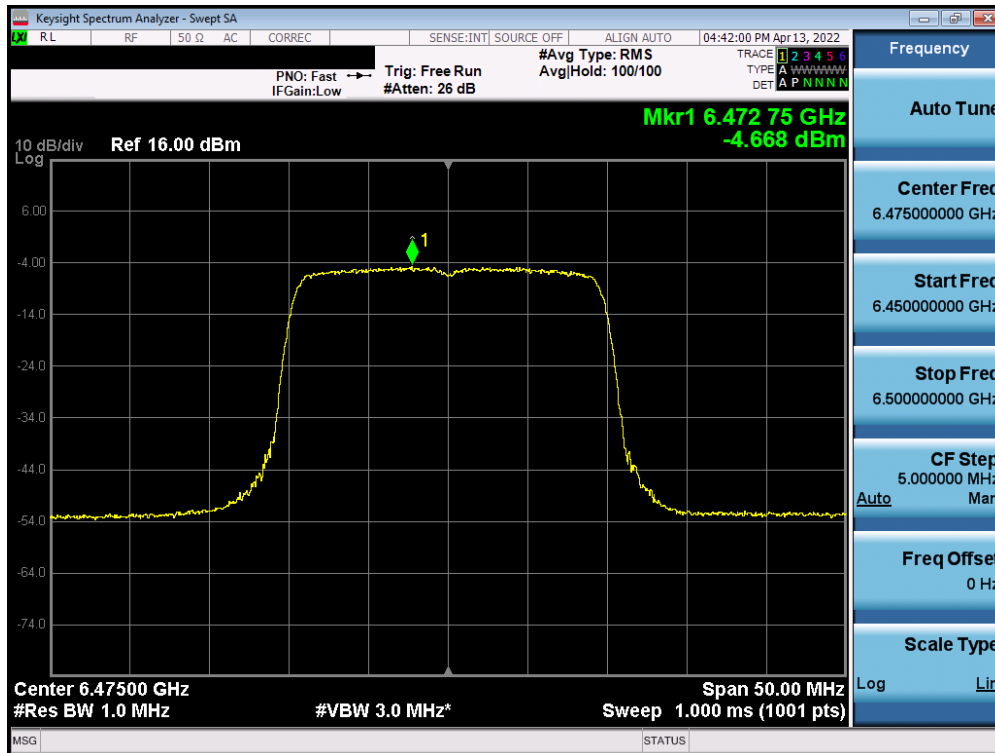 Keysight Spectrum Analyzer - Swept SA
LXI RL RF 50 Ω AC CORREC SENSE:INT SOURCE OFF ALIGN AUTO 04:42:00 PM Apr 13, 2022
#Avg Type: RMS TRACE 1 2 3 4 5 6
PNO: Fast Trig: Free Run Avg|Hold: 100/100 TYPE A WWWWW
IFGain:Low #Atten: 26 dB DET A P N N N N
Mkr1 6.472 75 GHz
-4.668 dBm
10 dB/div Ref 16.00 dBm
Log
6.00
1
-4.00
-14.0
-24.0
-34.0
-44.0
-54.0
-64.0
-74.0
Center 6.47500 GHz Span 50.00 MHz
#Res BW 1.0 MHz #VBW 3.0 MHz* Sweep 1.000 ms (1001 pts)
MSG STATUS
Frequency
Auto Tune
Center Freq
6.475000000 GHz
Start Freq
6.450000000 GHz
Stop Freq
6.500000000 GHz
CF Step
5.000000 MHz
Auto Man
Freq Offset
0 Hz
Scale Type
Log Lin